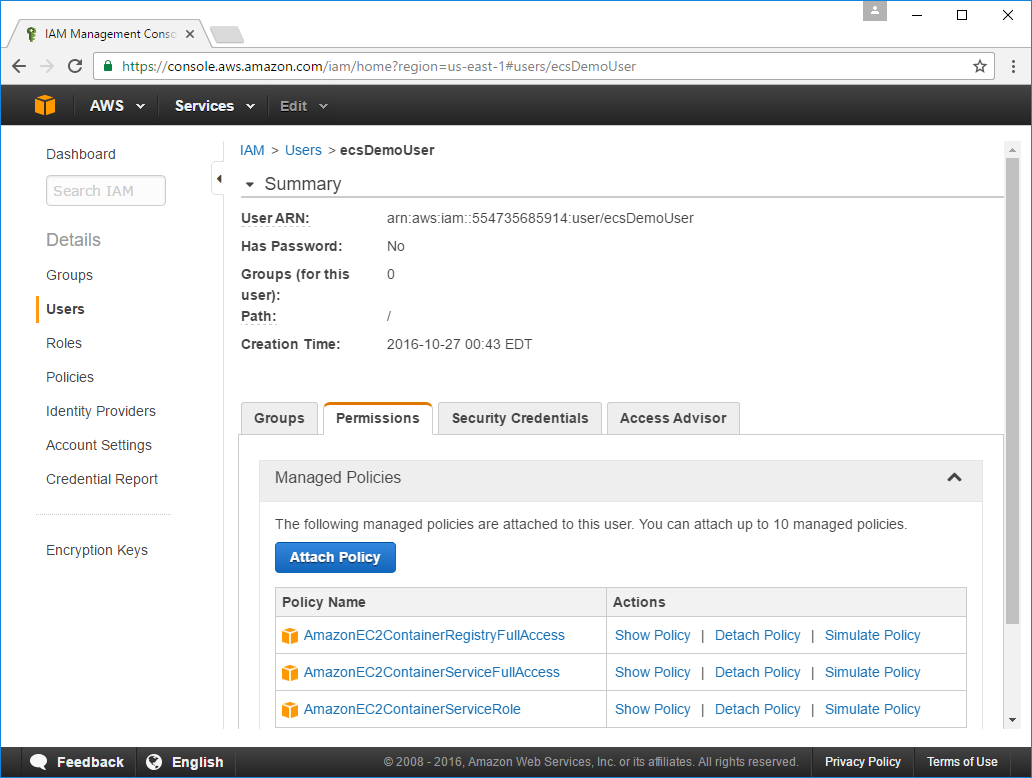 IAM Management Conso
https://console.aws.amazon.com/iam/home?region=us-east-1#users/ecsDemoUser
AWS Services Edit
Dashboard
Search IAM
Details
Groups
Users
Roles
Policies
Identity Providers
Account Settings
Credential Report
Encryption Keys
IAM > Users > ecsDemoUser
Summary
User ARN: arn:aws:iam::554735685914:user/ecsDemoUser
Has Password: No
Groups (for this user): 0
Path: /
Creation Time: 2016-10-27 00:43 EDT
Groups Permissions Security Credentials Access Advisor
Managed Policies
The following managed policies are attached to this user. You can attach up to 10 managed policies.
Attach Policy
Policy Name Actions
AmazonEC2ContainerRegistryFullAccess Show Policy | Detach Policy | Simulate Policy
AmazonEC2ContainerServiceFullAccess Show Policy | Detach Policy | Simulate Policy
AmazonEC2ContainerServiceRole Show Policy | Detach Policy | Simulate Policy
Feedback English © 2008 - 2016, Amazon Web Services, Inc. or its affiliates. All rights reserved. Privacy Policy Terms of Use